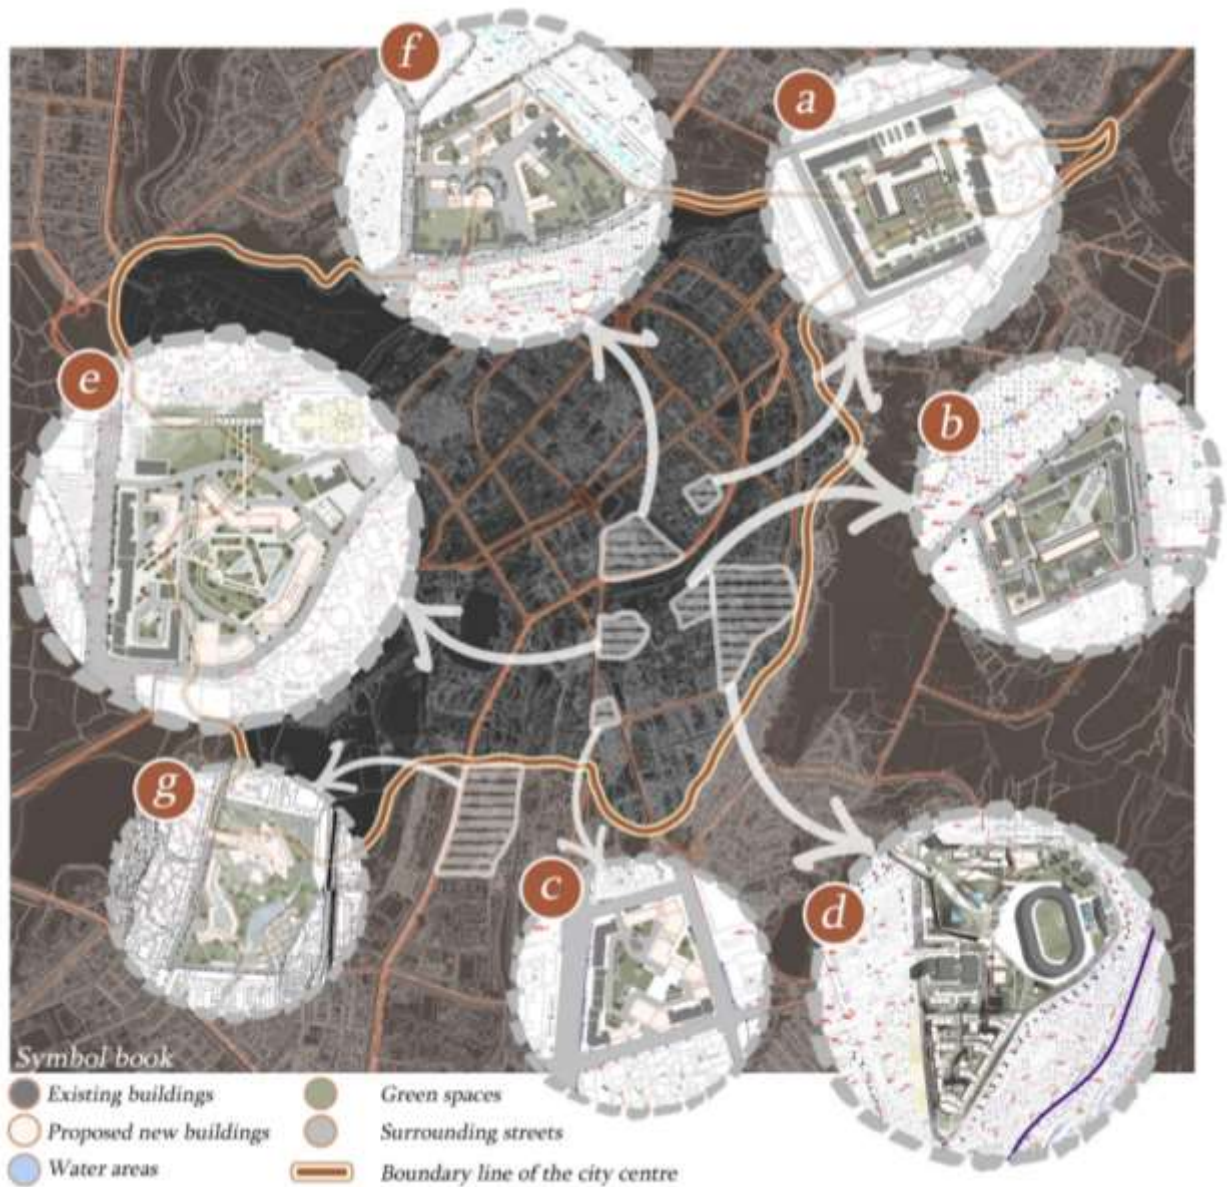 f
a
e
b
g
c
d
Symbol book
Existing buildings
Green spaces
Proposed new buildings
Surrounding streets
Water areas
Boundary line of the city centre